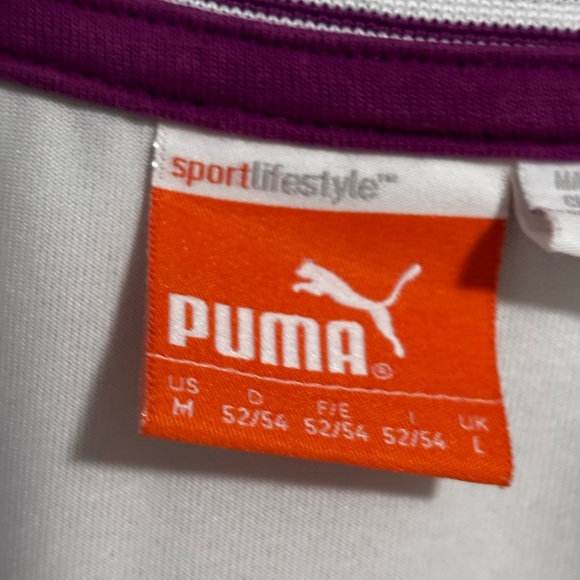 sportlifestyle™
PUMA®
US D F/E I UK
M 52/54 52/54 52/54 L